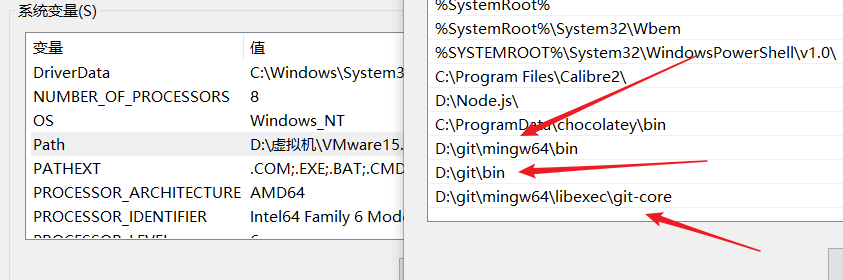 系统变量(S)
变量 值
DriverData C:\Windows\System3
NUMBER_OF_PROCESSORS 8
OS Windows_NT
Path D:\虚拟机\VMware15.
PATHEXT .COM;.EXE;.BAT;.CMD
PROCESSOR_ARCHITECTURE AMD64
PROCESSOR_IDENTIFIER Intel64 Family 6 Mode
%SystemRoot%
%SystemRoot%\System32\Wbem
%SYSTEMROOT%\System32\WindowsPowerShell\v1.0\
C:\Program Files\Calibre2\
D:\Node.js\
C:\ProgramData\chocolatey\bin
D:\git\mingw64\bin
D:\git\bin
D:\git\mingw64\libexec\git-core